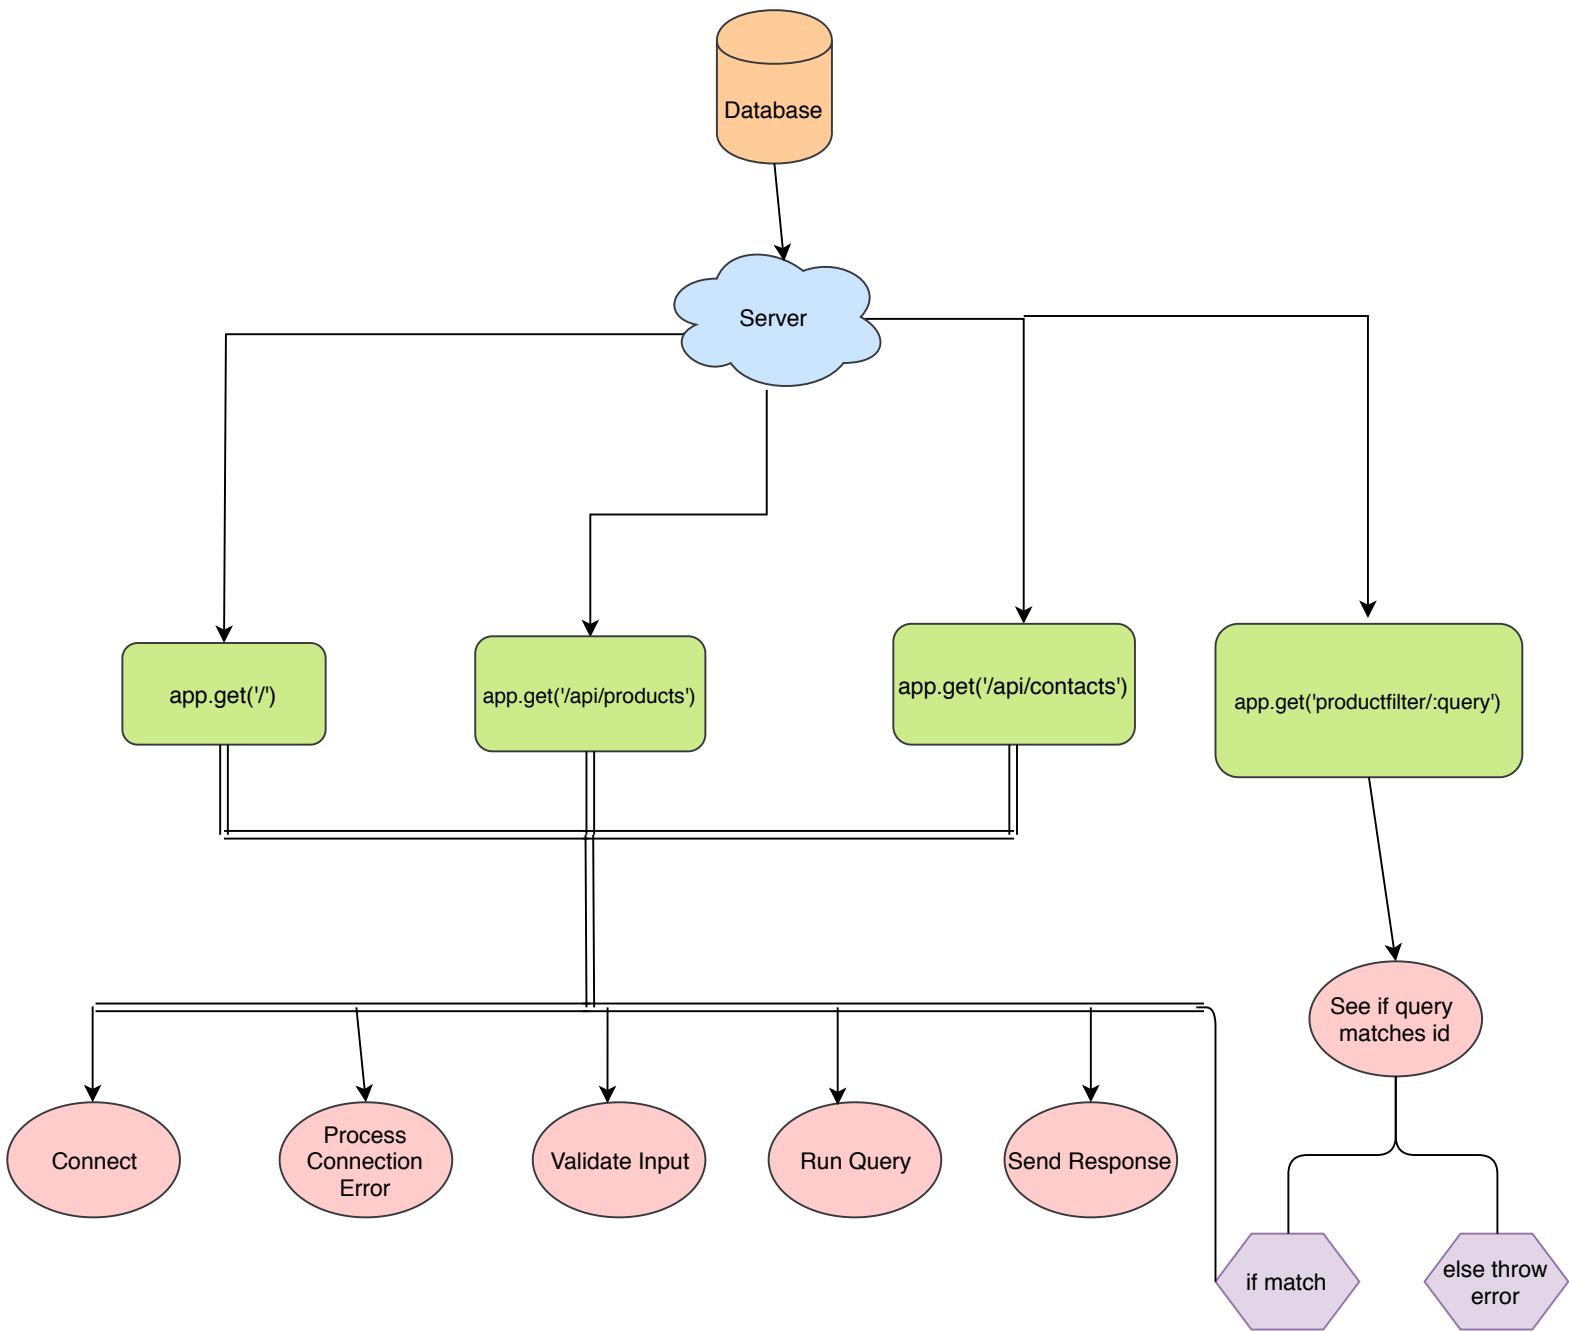 Database
Server
app.get('/')
app.get('/api/products')
app.get('/api/contacts')
app.get('productfilter/:query')
See if query
matches id
Connect
Process
Connection
Error
Validate Input
Run Query
Send Response
if match
else throw
error